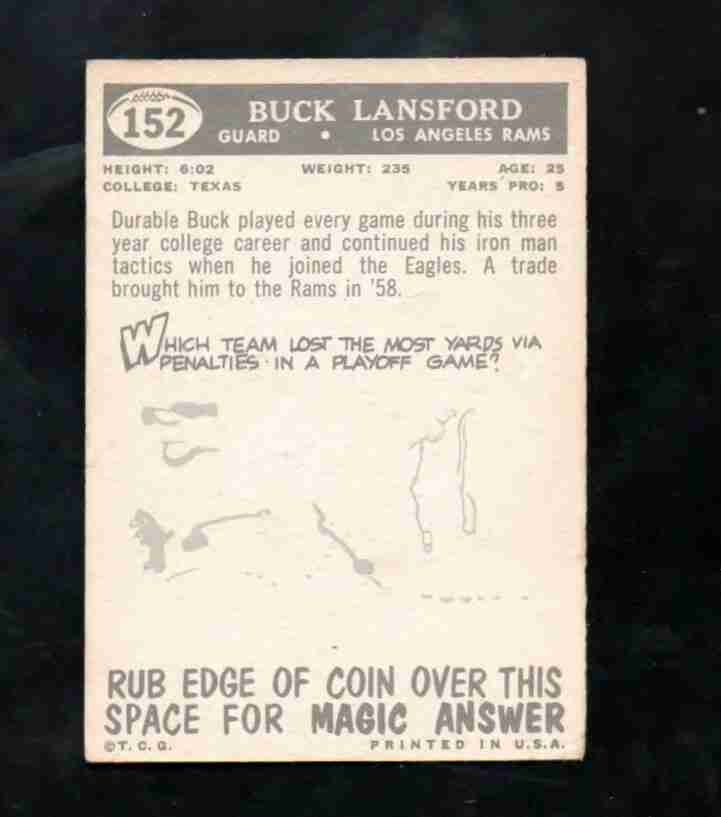 152
BUCK LANSFORD
GUARD • LOS ANGELES RAMS
HEIGHT: 6:02 WEIGHT: 235 AGE: 25
COLLEGE: TEXAS YEARS PRO: 5
Durable Buck played every game during his three
year college career and continued his iron man
tactics when he joined the Eagles. A trade
brought him to the Rams in '58.
WHICH TEAM LOST THE MOST YARDS VIA
PENALTIES IN A PLAYOFF GAME?
RUB EDGE OF COIN OVER THIS
SPACE FOR MAGIC ANSWER
©T. C. G. PRINTED IN U.S.A.